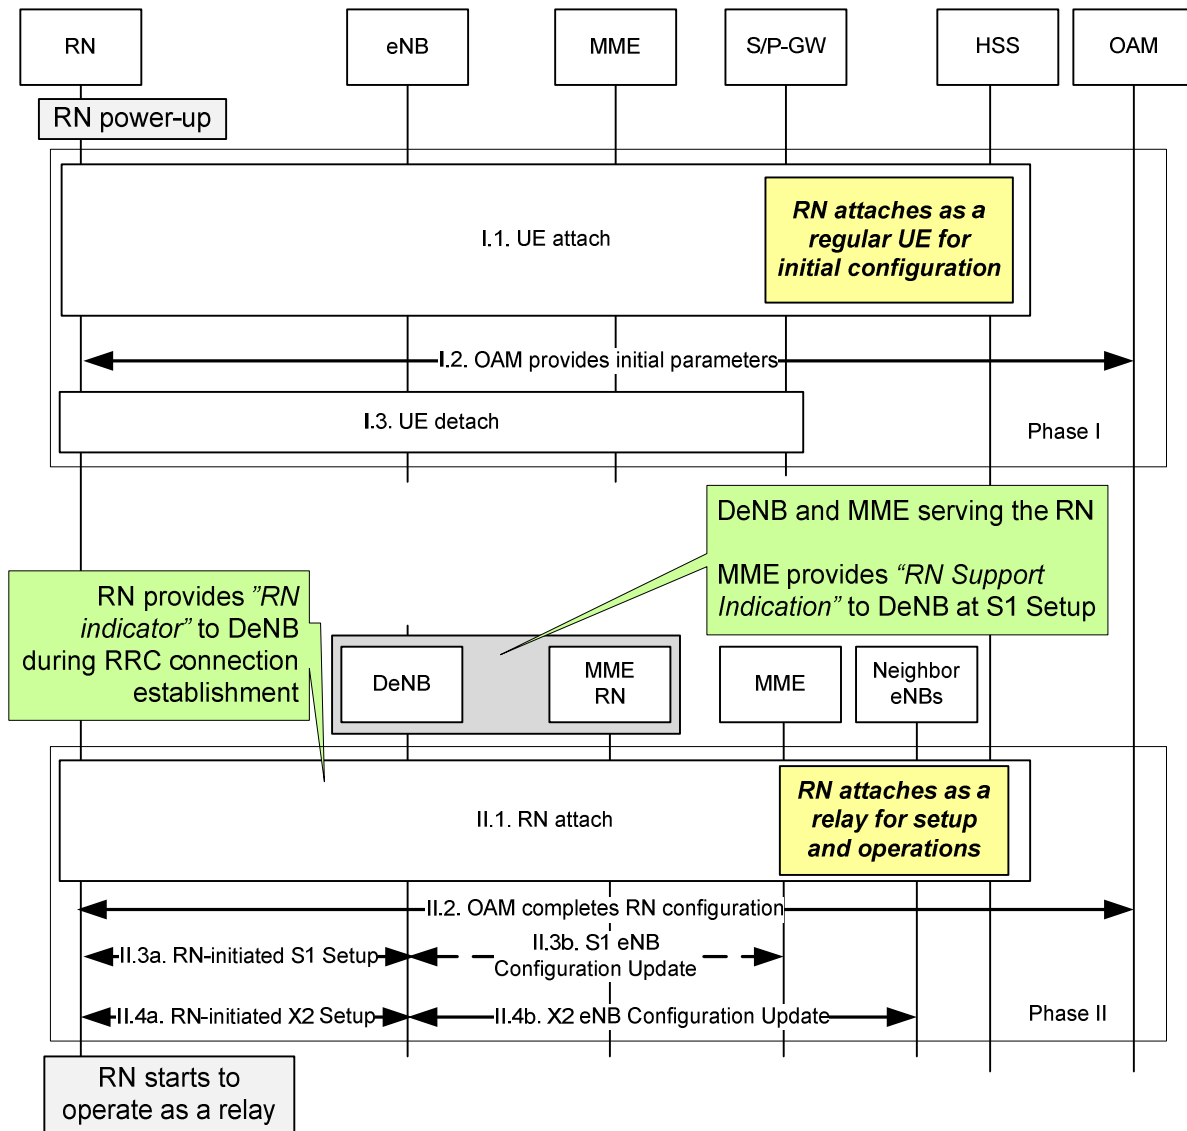 RN
eNB
MME
S/P-GW
HSS
OAM
RN power-up
I.1. UE attach
RN attaches as a
regular UE for
initial configuration
I.2. OAM provides initial parameters
I.3. UE detach
Phase I
DeNB and MME serving the RN
MME provides “RN Support
Indication” to DeNB at S1 Setup
RN provides ”RN
indicator” to DeNB
during RRC connection
establishment
DeNB
MME
RN
MME
Neighbor
eNBs
II.1. RN attach
RN attaches as a
relay for setup
and operations
II.2. OAM completes RN configuration
II.3a. RN-initiated S1 Setup
II.3b. S1 eNB
Configuration Update
II.4a. RN-initiated X2 Setup
II.4b. X2 eNB Configuration Update
Phase II
RN starts to
operate as a relay